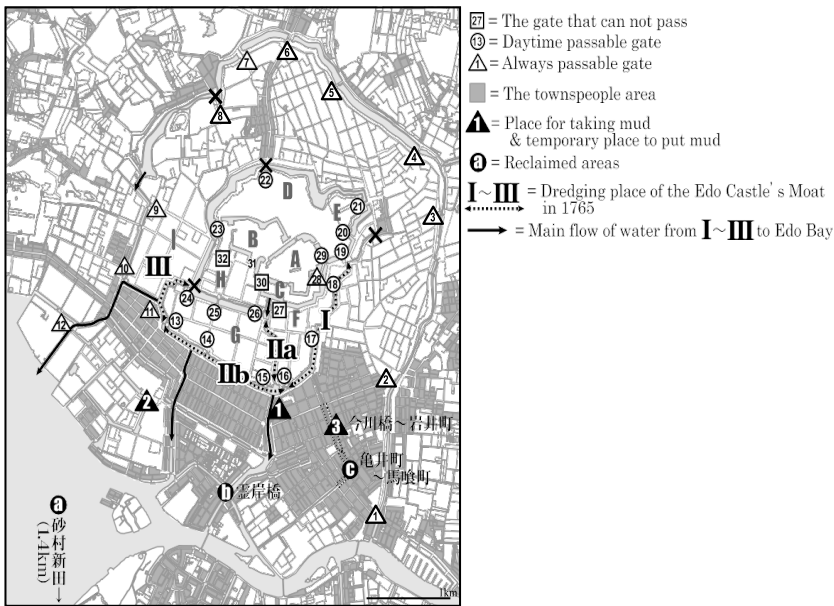 27 = The gate that can not pass
13 = Daytime passable gate
1 = Always passable gate
= The townspeople area
1 = Place for taking mud
& temporary place to put mud
a = Reclaimed areas
I~III = Dredging place of the Edo Castle's Moat
in 1765
= Main flow of water from I~III to Edo Bay
6
7
5
8
4
22
D
9
21
E
3
23
20
I
B
29
19
32
31
A
10
III
H
30
28
18
C
24
25
26
27
F
I
11
13
G
12
14
IIa
17
IIb
15
16
2
1
2
3
今川橋~岩井町
C
亀井町
~馬喰町
b
霊岸橋
1
a
砂村新田→
(1.4km)
1km